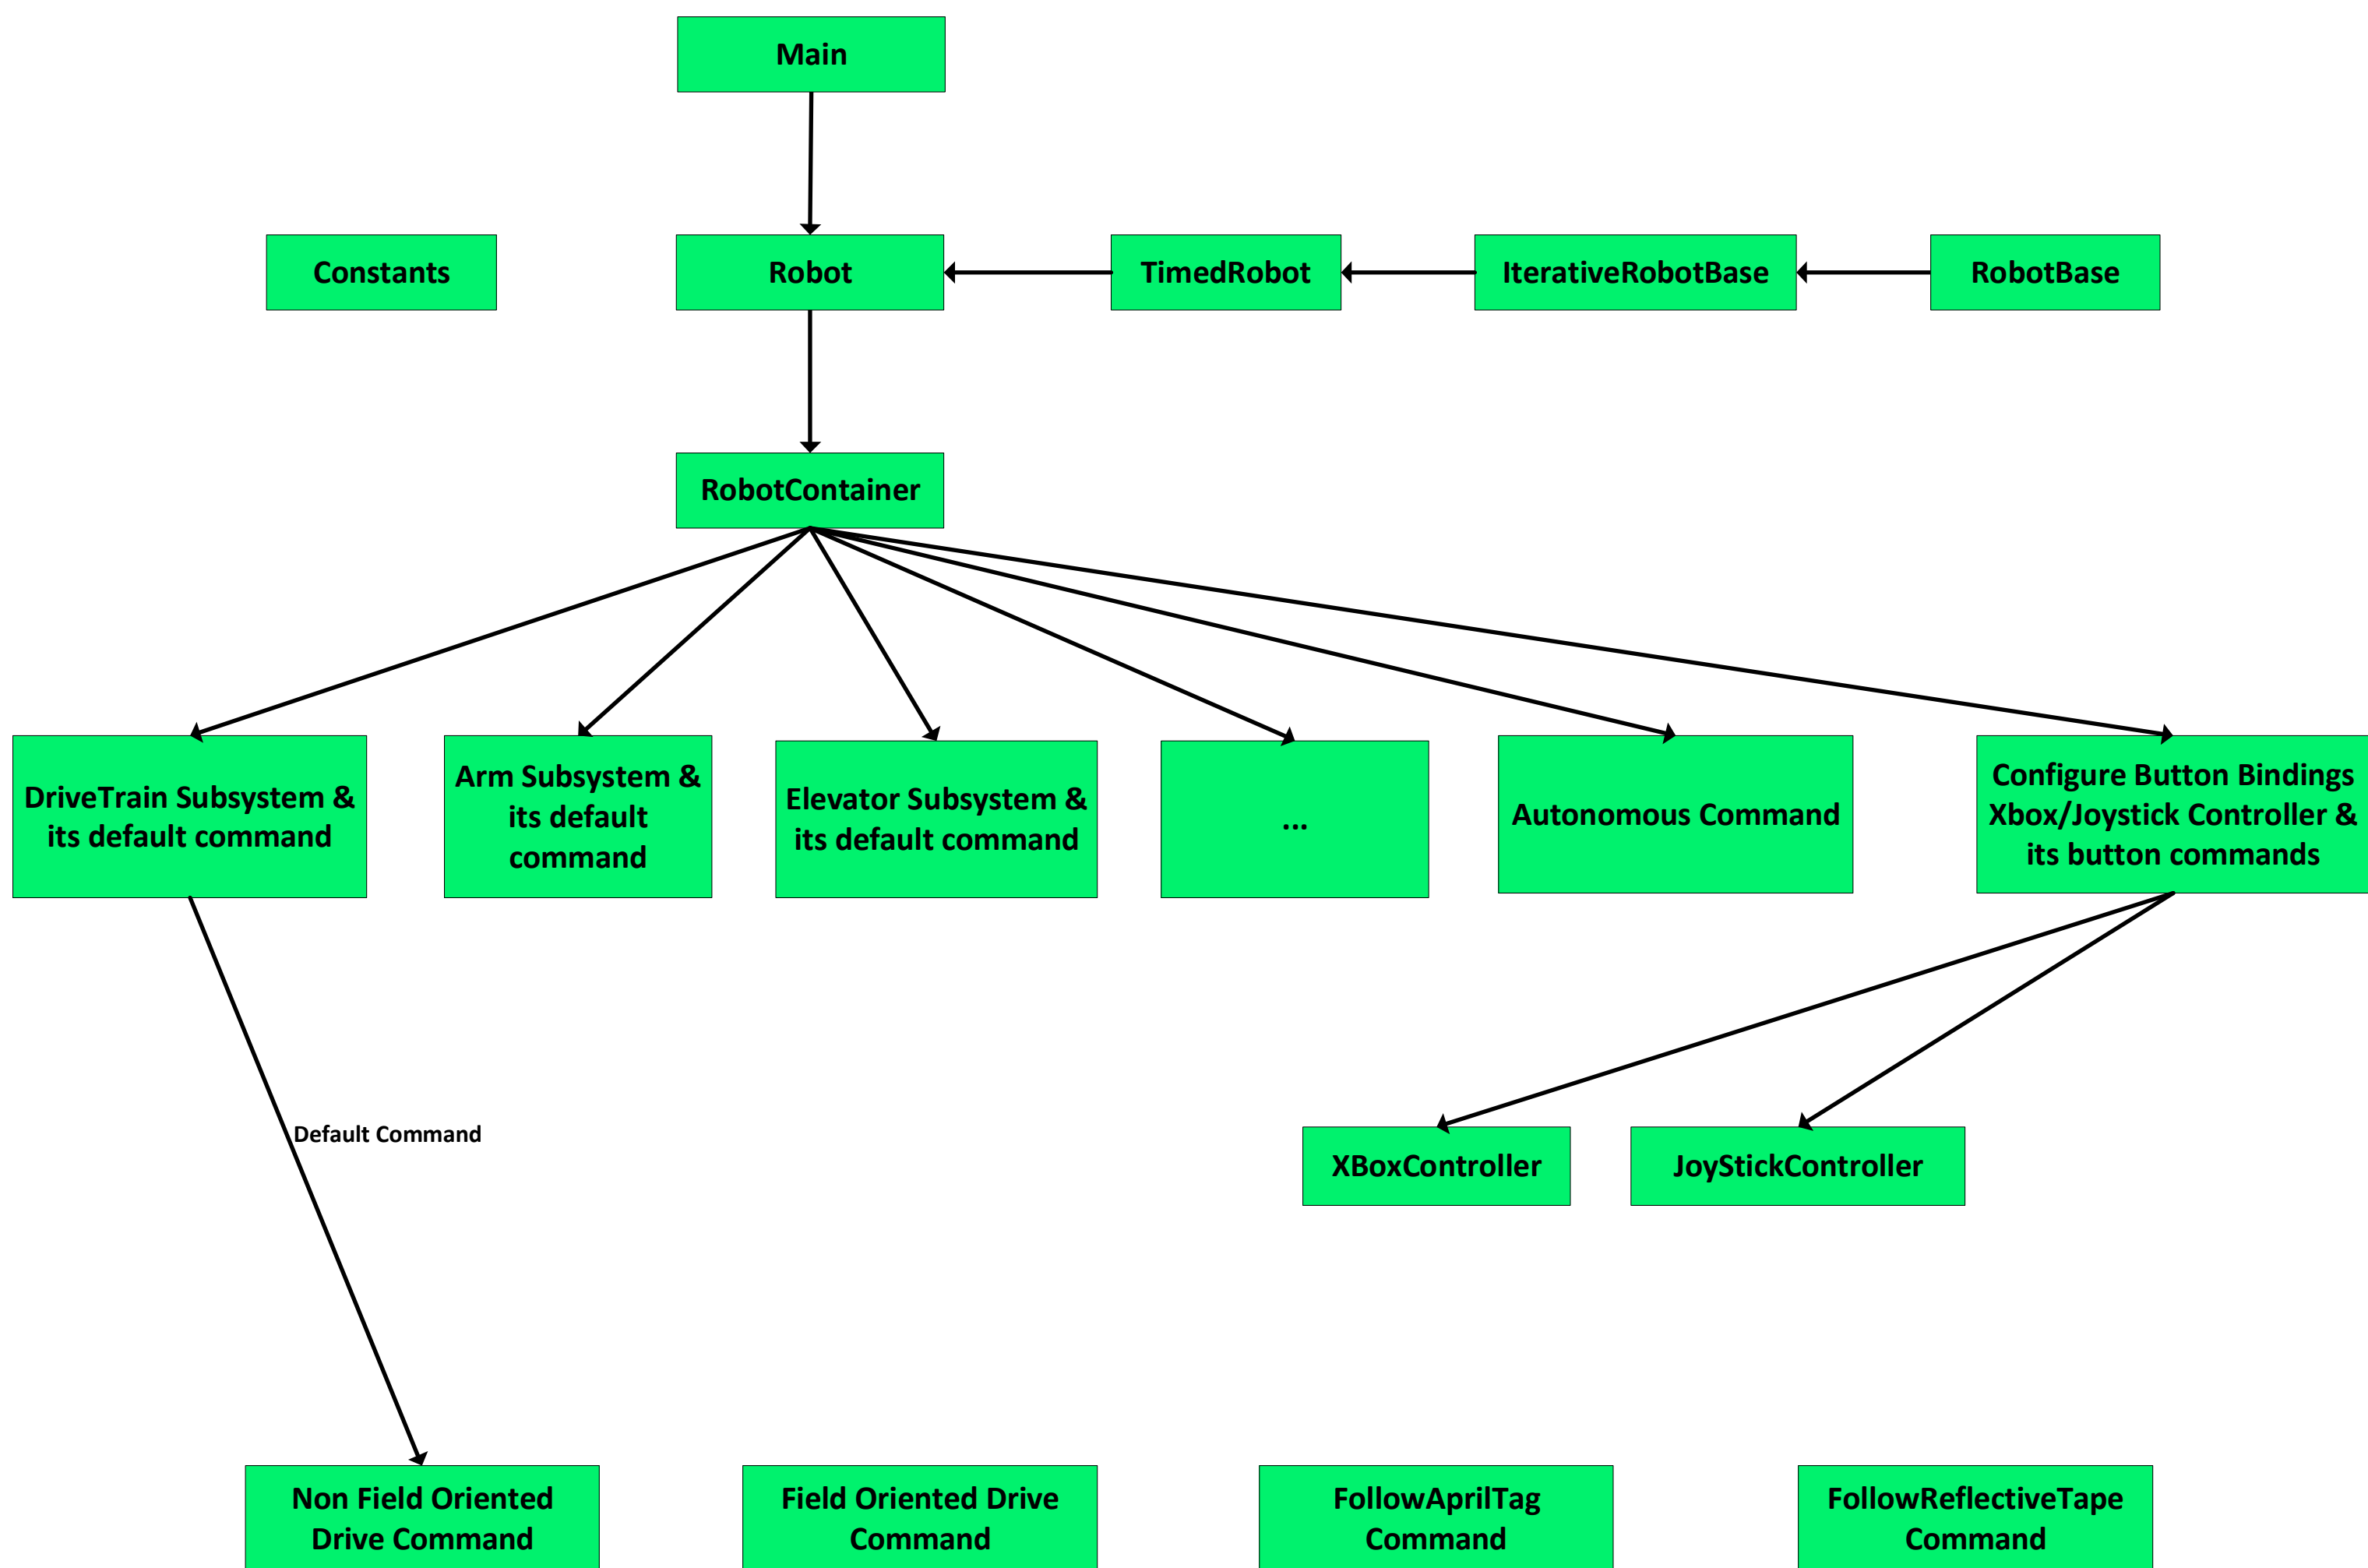 Main
Constants
Robot
TimedRobot
IterativeRobotBase
RobotBase
RobotContainer
DriveTrain Subsystem &
its default command
Arm Subsystem &
its default
command
Elevator Subsystem &
its default command
...
Autonomous Command
Configure Button Bindings
Xbox/Joystick Controller &
its button commands
Default Command
XBoxController
JoyStickController
Non Field Oriented
Drive Command
Field Oriented Drive
Command
FollowAprilTag
Command
FollowReflectiveTape
Command